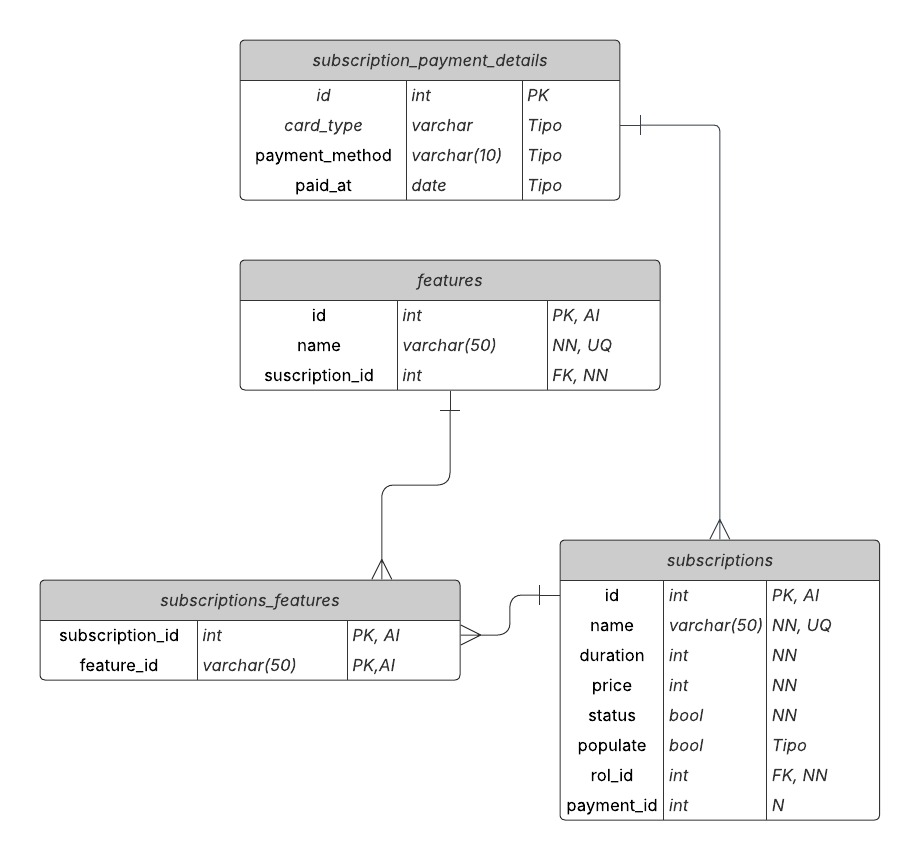 subscription_payment_details
id int PK
card_type varchar Tipo
payment_method varchar(10) Tipo
paid_at date Tipo
features
id int PK, AI
name varchar(50) NN, UQ
suscription_id int FK, NN
subscriptions_features
subscription_id int PK, AI
feature_id varchar(50) PK,AI
subscriptions
id int PK, AI
name varchar(50) NN, UQ
duration int NN
price int NN
status bool NN
populate bool Tipo
rol_id int FK, NN
payment_id int N